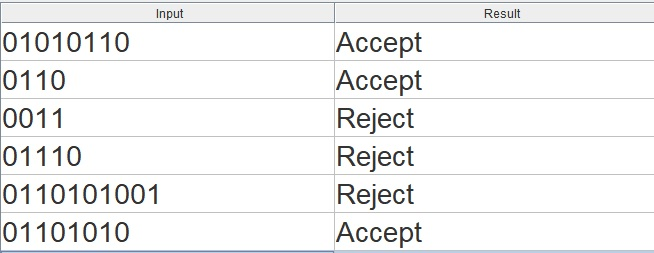 Input Result
01010110 Accept
0110 Accept
0011 Reject
01110 Reject
0110101001 Reject
01101010 Accept